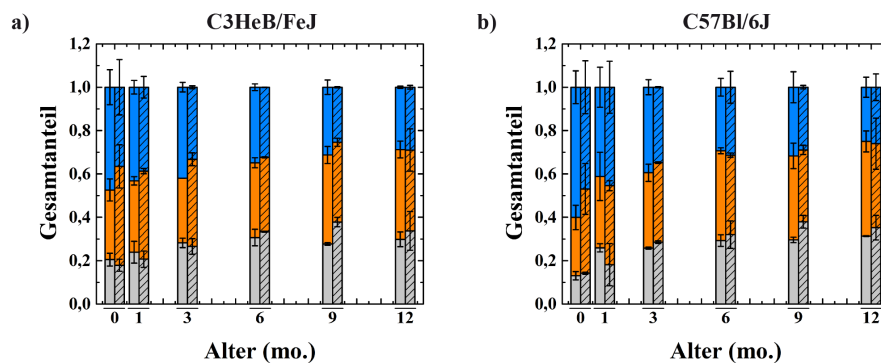 a) C3HeB/FeJ
Gesamtanteil
1,2
1,0
0,8
0,6
0,4
0,2
0,0
0 1 3 6 9 12
Alter (mo.)
b) C57Bl/6J
Gesamtanteil
1,2
1,0
0,8
0,6
0,4
0,2
0,0
0 1 3 6 9 12
Alter (mo.)